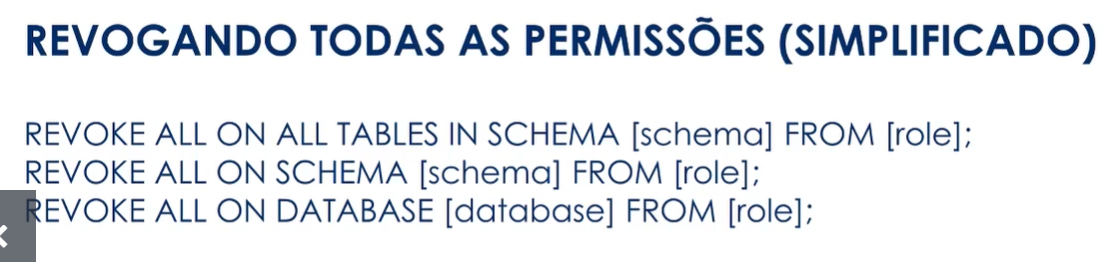 REVOGANDO TODAS AS PERMISSÕES (SIMPLIFICADO)
REVOKE ALL ON ALL TABLES IN SCHEMA [schema] FROM [role];
REVOKE ALL ON SCHEMA [schema] FROM [role];
REVOKE ALL ON DATABASE [database] FROM [role];